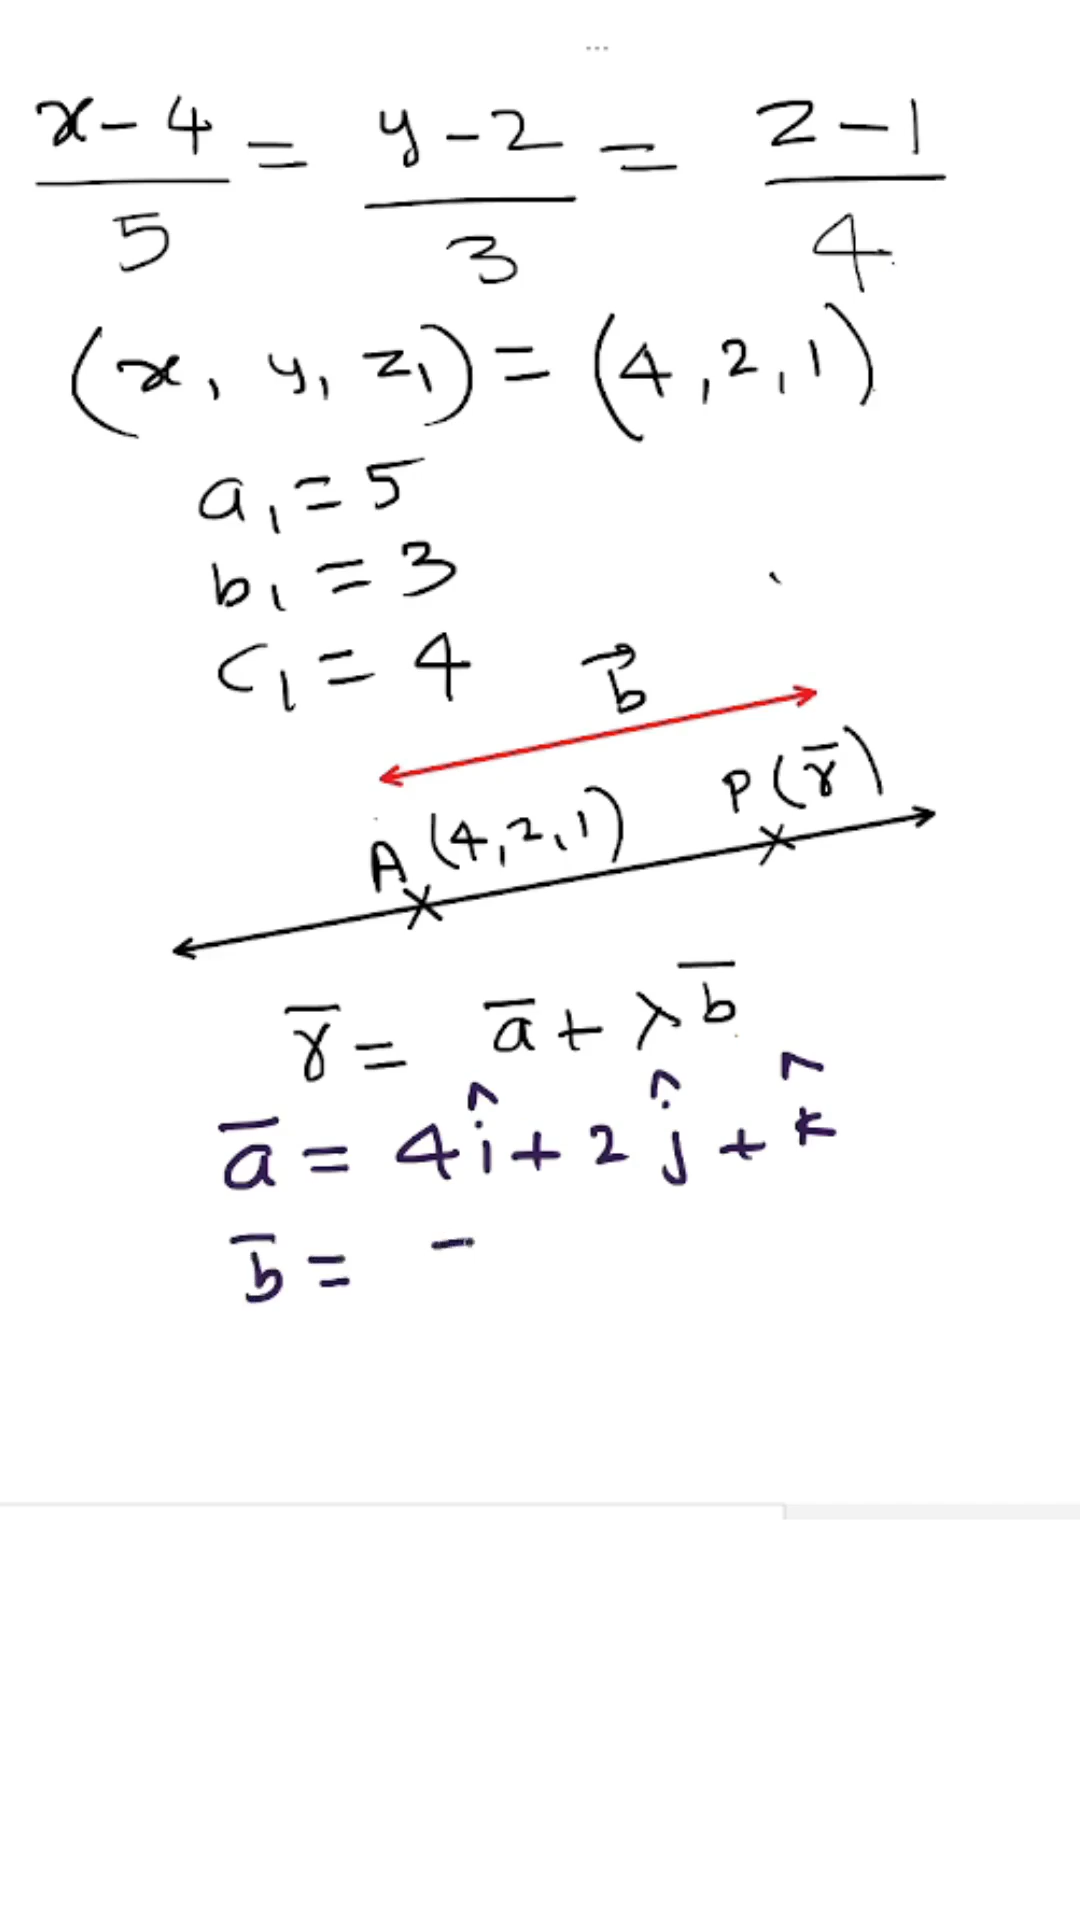 ...
x-4/5 = y-2/3 = z-1/4
(x₁, y₁, z₁) = (4, 2, 1)
a₁ = 5
b₁ = 3
c₁ = 4
b⃗
P(r̄)
A (4, 2, 1)
r̄ = ā + λb̄
ā = 4î + 2ĵ + k̂
b̄ = -